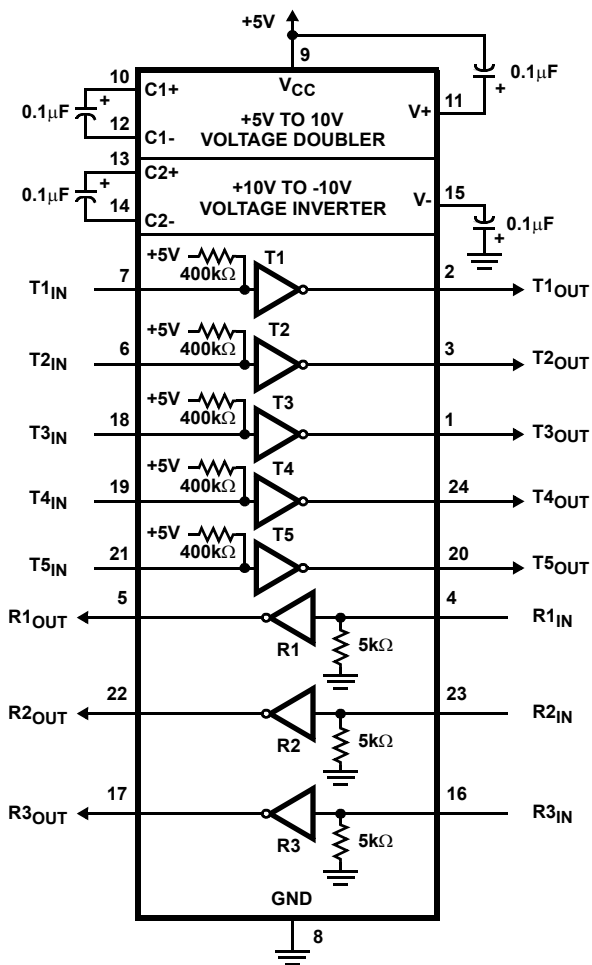 +5V
9
VCC
10
C1+
0.1µF
+
12
C1-
+5V TO 10V
VOLTAGE DOUBLER
V+
11
+
0.1µF
13
C2+
0.1µF
+
14
C2-
+10V TO -10V
VOLTAGE INVERTER
V-
15
0.1µF
+
+5V
400kΩ
T1
T1IN
7
2
T1OUT
+5V
400kΩ
T2
T2IN
6
3
T2OUT
+5V
400kΩ
T3
T3IN
18
1
T3OUT
+5V
400kΩ
T4
T4IN
19
24
T4OUT
+5V
400kΩ
T5
T5IN
21
20
T5OUT
R1OUT
5
4
R1IN
R1
5kΩ
R2OUT
22
23
R2IN
R2
5kΩ
R3OUT
17
16
R3IN
R3
5kΩ
GND
8